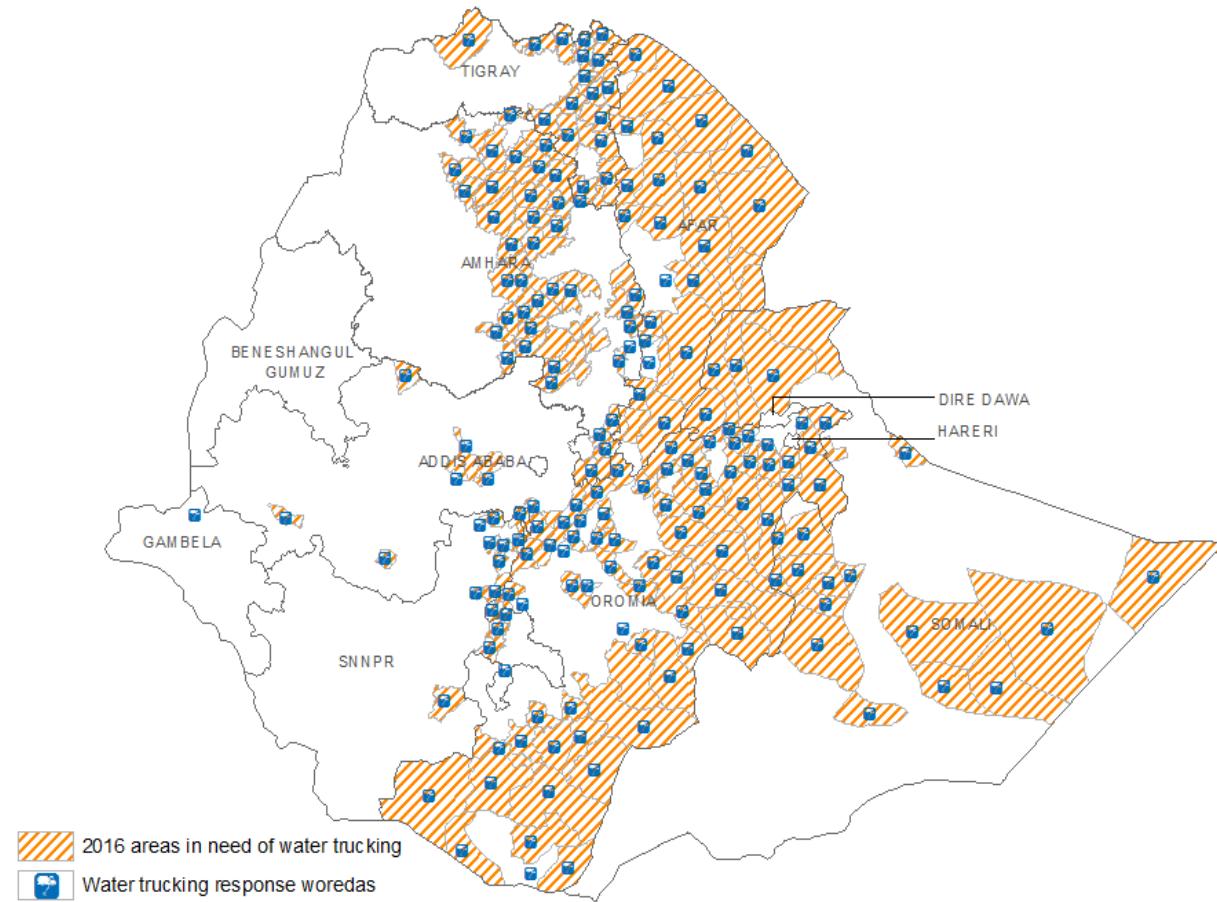 TIGRAY
AFAR
AMHARA
BENESHANGUL
GUMUZ
DIRE DAWA
HARERI
ADDIS ABABA
GAMBELA
OROMIA
SOMALI
SNNPR
2016 areas in need of water trucking
Water trucking response woredas